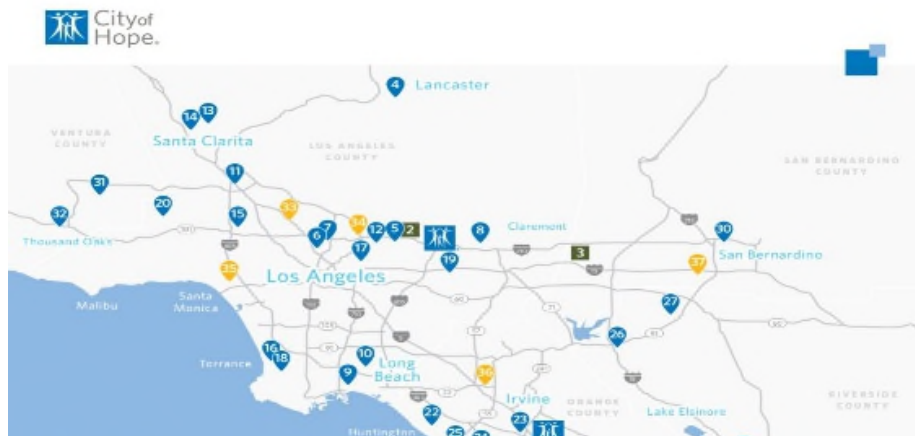 City of
Hope.
4
Lancaster
14
13
VENTURA
COUNTY
Santa Clarita
LOS ANGELES
COUNTY
SAN BERNARDINO
COUNTY
11
31
20
33
32
15
34
7
6
12
5
2
8
Claremont
30
Thousand Oaks
17
19
3
San Bernardino
35
Los Angeles
37
Malibu
Santa
Monica
27
26
16
18
Torrance
10
Long
Beach
9
36
Irvine
ORANGE
COUNTY
RIVERSIDE
COUNTY
22
23
Lake Elsinore
Huntington
25